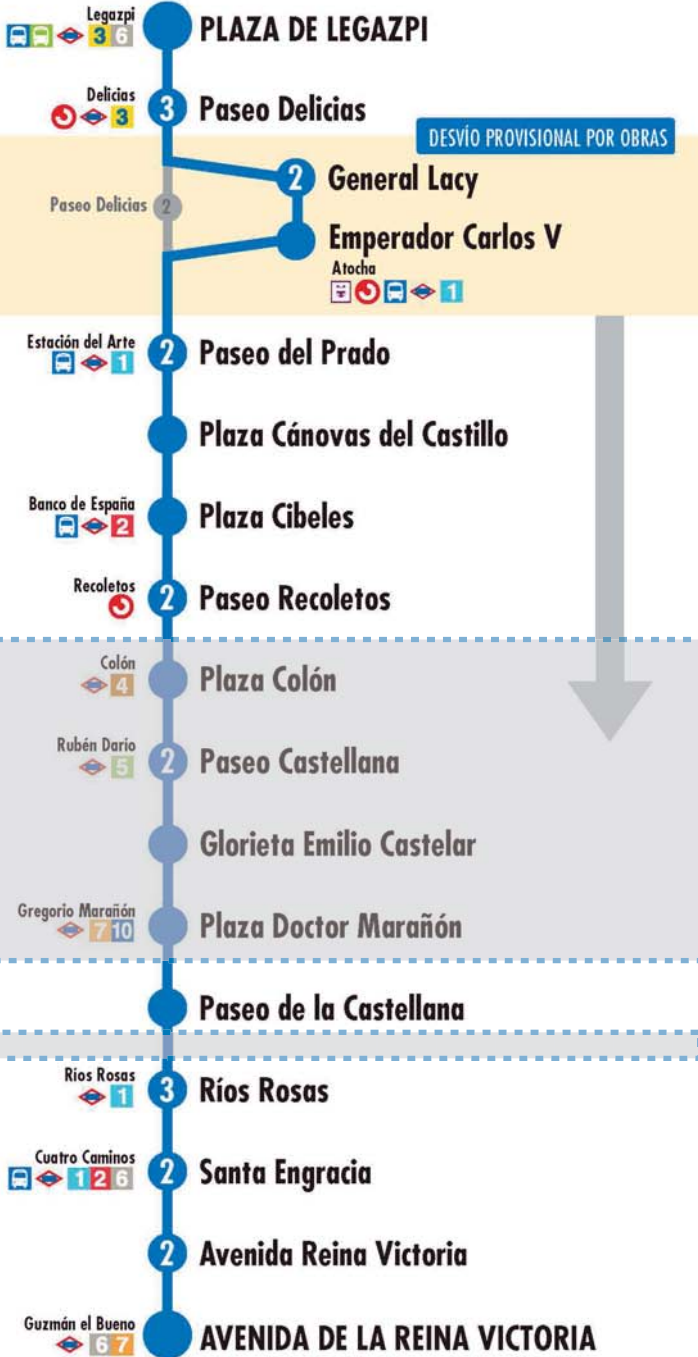 Legazpi
3 6
PLAZA DE LEGAZPI
Delicias
3
3
Paseo Delicias
DESVÍO PROVISIONAL POR OBRAS
2
General Lacy
Paseo Delicias
2
Emperador Carlos V
Atocha
1
Estación del Arte
1
2
Paseo del Prado
Plaza Cánovas del Castillo
Banco de España
2
Plaza Cibeles
Recoletos
2
Paseo Recoletos
Colón
4
Plaza Colón
Rubén Dario
5
2
Paseo Castellana
Glorieta Emilio Castelar
Gregorio Marañón
7 10
Plaza Doctor Marañón
Paseo de la Castellana
Rios Rosas
1
3
Ríos Rosas
Cuatro Caminos
1 2 6
2
Santa Engracia
2
Avenida Reina Victoria
Guzmán el Bueno
6 7
AVENIDA DE LA REINA VICTORIA